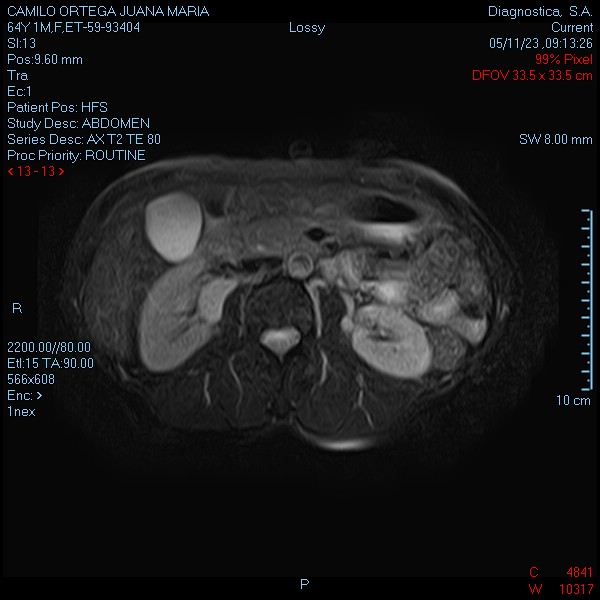 CAMILO ORTEGA JUANA MARIA
64Y 1M,F,ET-59-93404
Sl:13
Pos:9.60 mm
Tra
Ec:1
Patient Pos: HFS
Study Desc: ABDOMEN
Series Desc: AX T2 TE 80
Proc Priority: ROUTINE
< 13 - 13 >
Lossy
Diagnostica, S.A.
Current
05/11/23 ,09:13:26
99% Pixel
DFOV 33.5 x 33.5 cm
SW 8.00 mm
R
2200.00//80.00
Etl:15 TA:90.00
566x608
Enc: >
1nex
10 cm
P
C 4841
W 10317